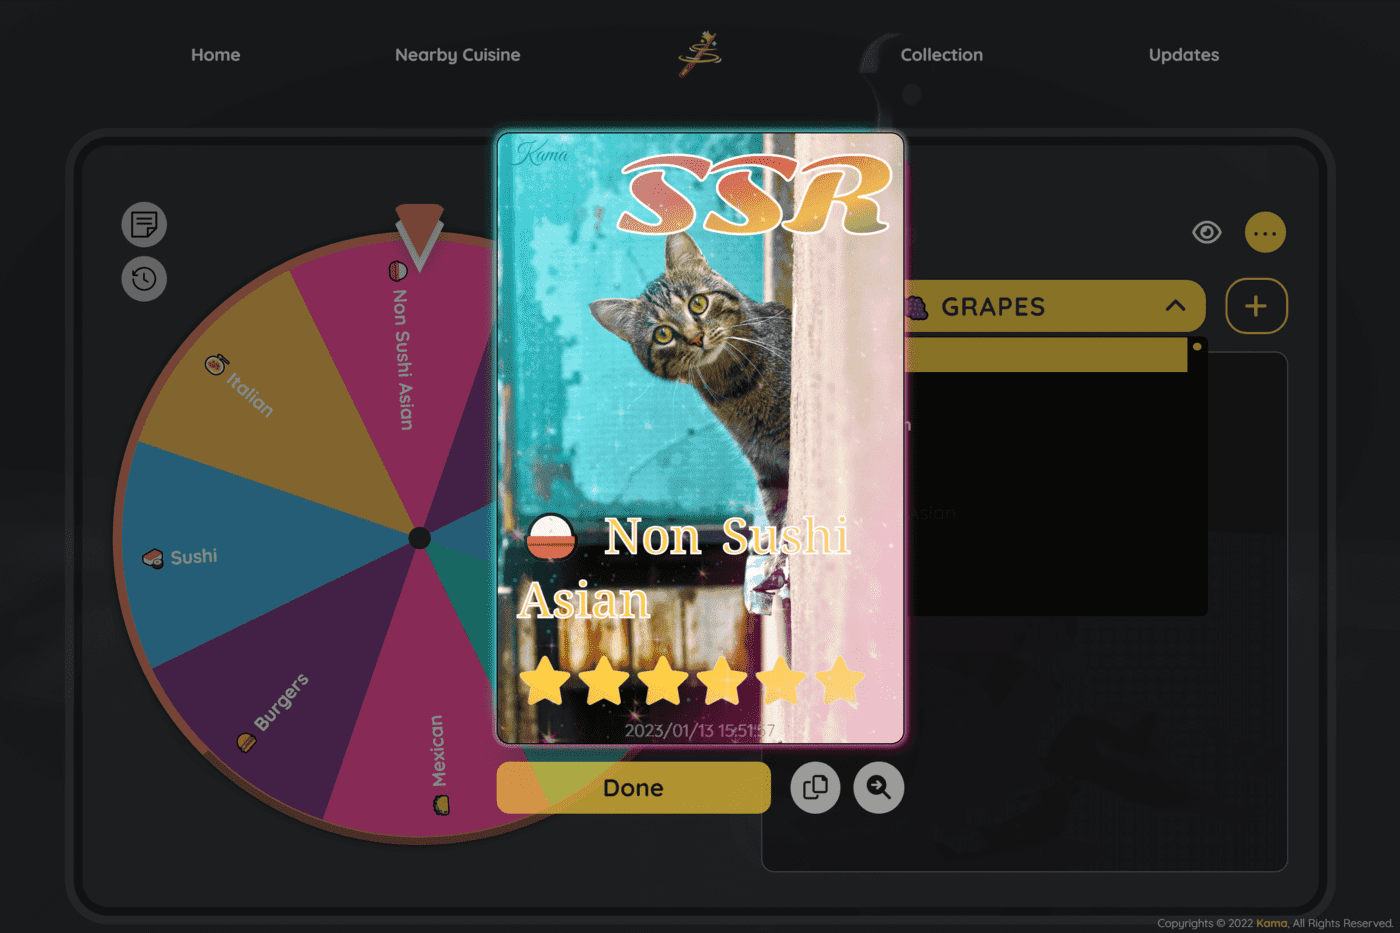 Home
Nearby Cuisine
Collection
Updates
Kama
SSR
Non Sushi Asian
Italian
Sushi
Burgers
Mexican
GRAPES
Non Sushi
Asian
2023/01/13 15:51:57
Done
Copyrights © 2022 Kama, All Rights Reserved.